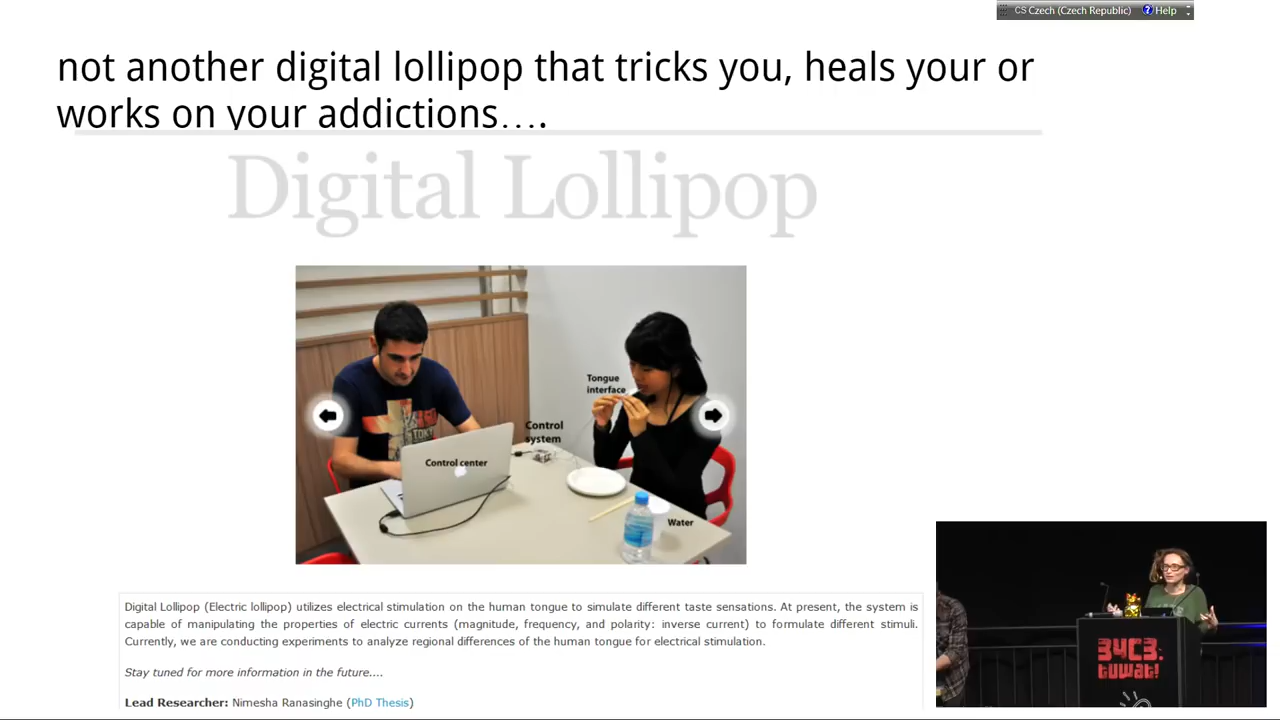 CS Czech (Czech Republic) Help
not another digital lollipop that tricks you, heals your or
works on your addictions….
Digital Lollipop
Tongue
interface
Control
system
Control center
Water
Digital Lollipop (Electric lollipop) utilizes electrical stimulation on the human tongue to simulate different taste sensations. At present, the system is
capable of manipulating the properties of electric currents (magnitude, frequency, and polarity: inverse current) to formulate different stimuli.
Currently, we are conducting experiments to analyze regional differences of the human tongue for electrical stimulation.
Stay tuned for more information in the future....
Lead Researcher: Nimesha Ranasinghe (PhD Thesis)
34C3.
tuwat!